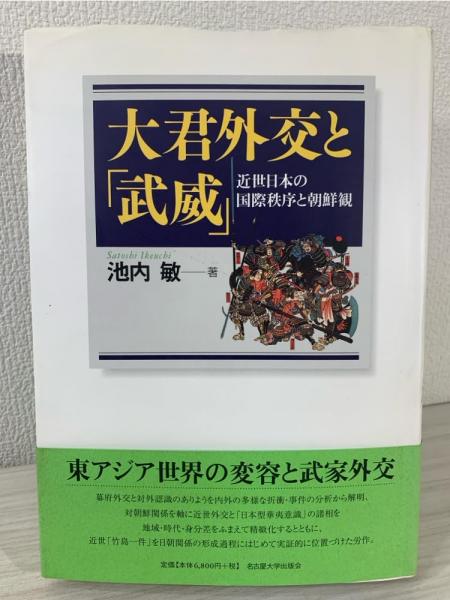 大君外交と
「武威」
近世日本の
国際秩序と朝鮮観
Satoshi Ikeuchi
池内 敏──著
東アジア世界の変容と武家外交
幕府外交と対外認識のありようを内外の多様な折衝・事件の分析から解明、
対朝鮮関係を軸に近世外交と「日本型華夷意識」の諸相を
地域・時代・身分差をふまえて精緻化するとともに、
近世「竹島一件」を日朝関係の形成過程にはじめて実証的に位置づけた労作。
定価【本体6,800円+税】 名古屋大学出版会